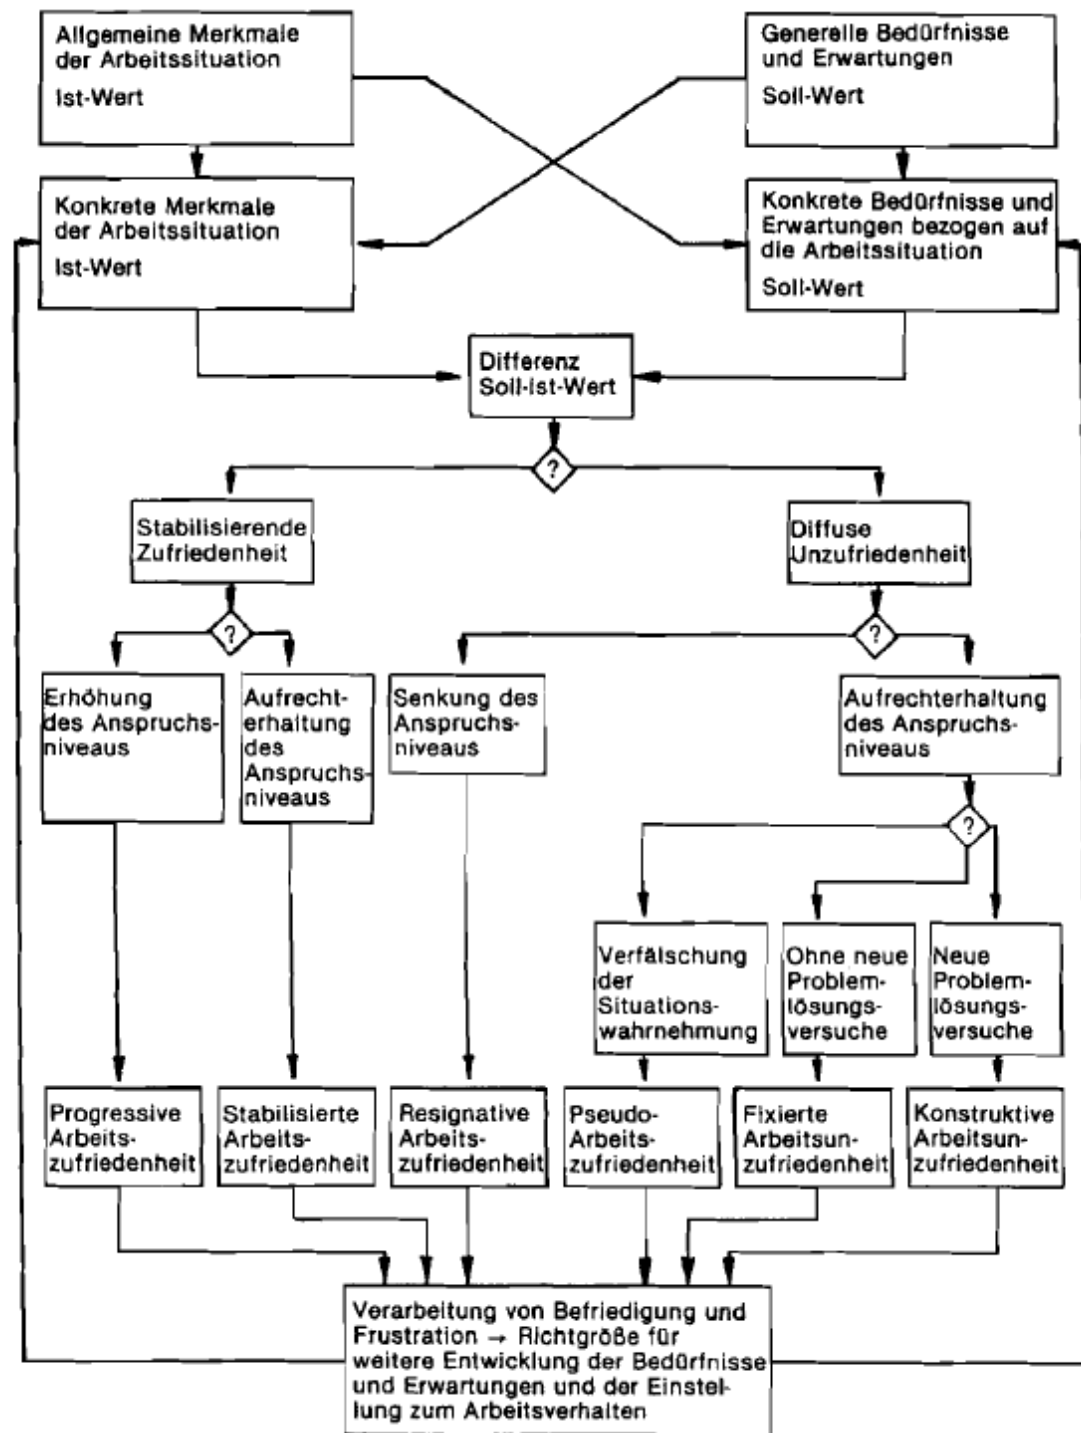 Allgemeine Merkmale
der Arbeitssituation
Ist-Wert
Generelle Bedürfnisse
und Erwartungen
Soll-Wert
Konkrete Merkmale
der Arbeitssituation
Ist-Wert
Konkrete Bedürfnisse und
Erwartungen bezogen auf
die Arbeitssituation
Soll-Wert
Differenz
Soll-Ist-Wert
?
Stabilisierende
Zufriedenheit
Diffuse
Unzufriedenheit
?
?
Erhöhung
des Anspruchs-
niveaus
Aufrecht-
erhaltung
des
Anspruchs-
niveaus
Senkung des
Anspruchs-
niveaus
Aufrechterhaltung
des Anspruchs-
niveaus
?
Verfälschung
der
Situations-
wahrnehmung
Ohne neue
Problem-
lösungs-
versuche
Neue
Problem-
lösungs-
versuche
Progressive
Arbeits-
zufriedenheit
Stabilisierte
Arbeits-
zufriedenheit
Resignative
Arbeits-
zufriedenheit
Pseudo-
Arbeits-
zufriedenheit
Fixierte
Arbeitsun-
zufriedenheit
Konstruktive
Arbeitsun-
zufriedenheit
Verarbeitung von Befriedigung und
Frustration → Richtgröße für
weitere Entwicklung der Bedürfnisse
und Erwartungen und der Einstel-
lung zum Arbeitsverhalten